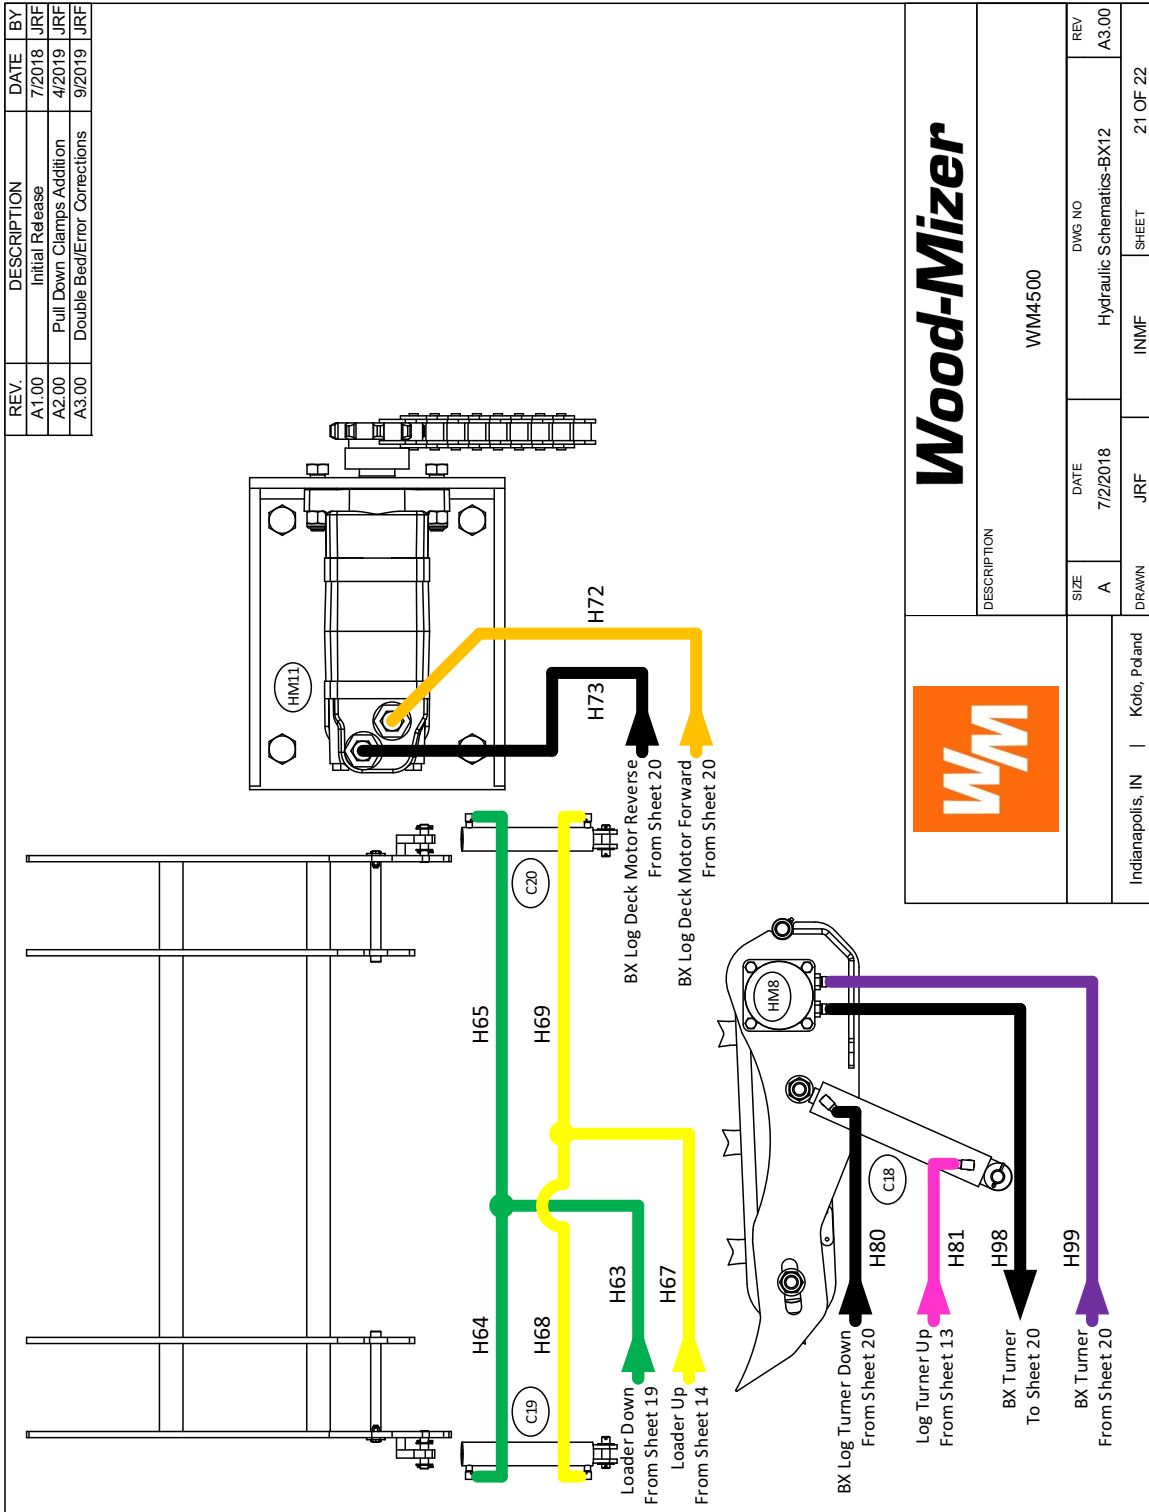 REV. DESCRIPTION DATE BY
A1.00 Initial Release 7/2018 JRF
A2.00 Pull Down Clamps Addition 4/2019 JRF
A3.00 Double Bed/Error Corrections 9/2019 JRF
HM11
H72
H73
BX Log Deck Motor Reverse
From Sheet 20
BX Log Deck Motor Forward
From Sheet 20
C20
C19
H65
H69
H64
H68
H63
H67
Loader Down
From Sheet 19
Loader Up
From Sheet 14
HM8
C18
H80
H81
H98
H99
BX Log Turner Down
From Sheet 20
Log Turner Up
From Sheet 13
BX Turner
To Sheet 20
BX Turner
From Sheet 20
WM
Wood-Mizer
DESCRIPTION
WM4500
SIZE DATE DWG NO REV
A 7/2/2018 Hydraulic Schematics-BX12 A3.00
Indianapolis, IN | Koło, Poland DRAWN JRF INMF SHEET 21 OF 22